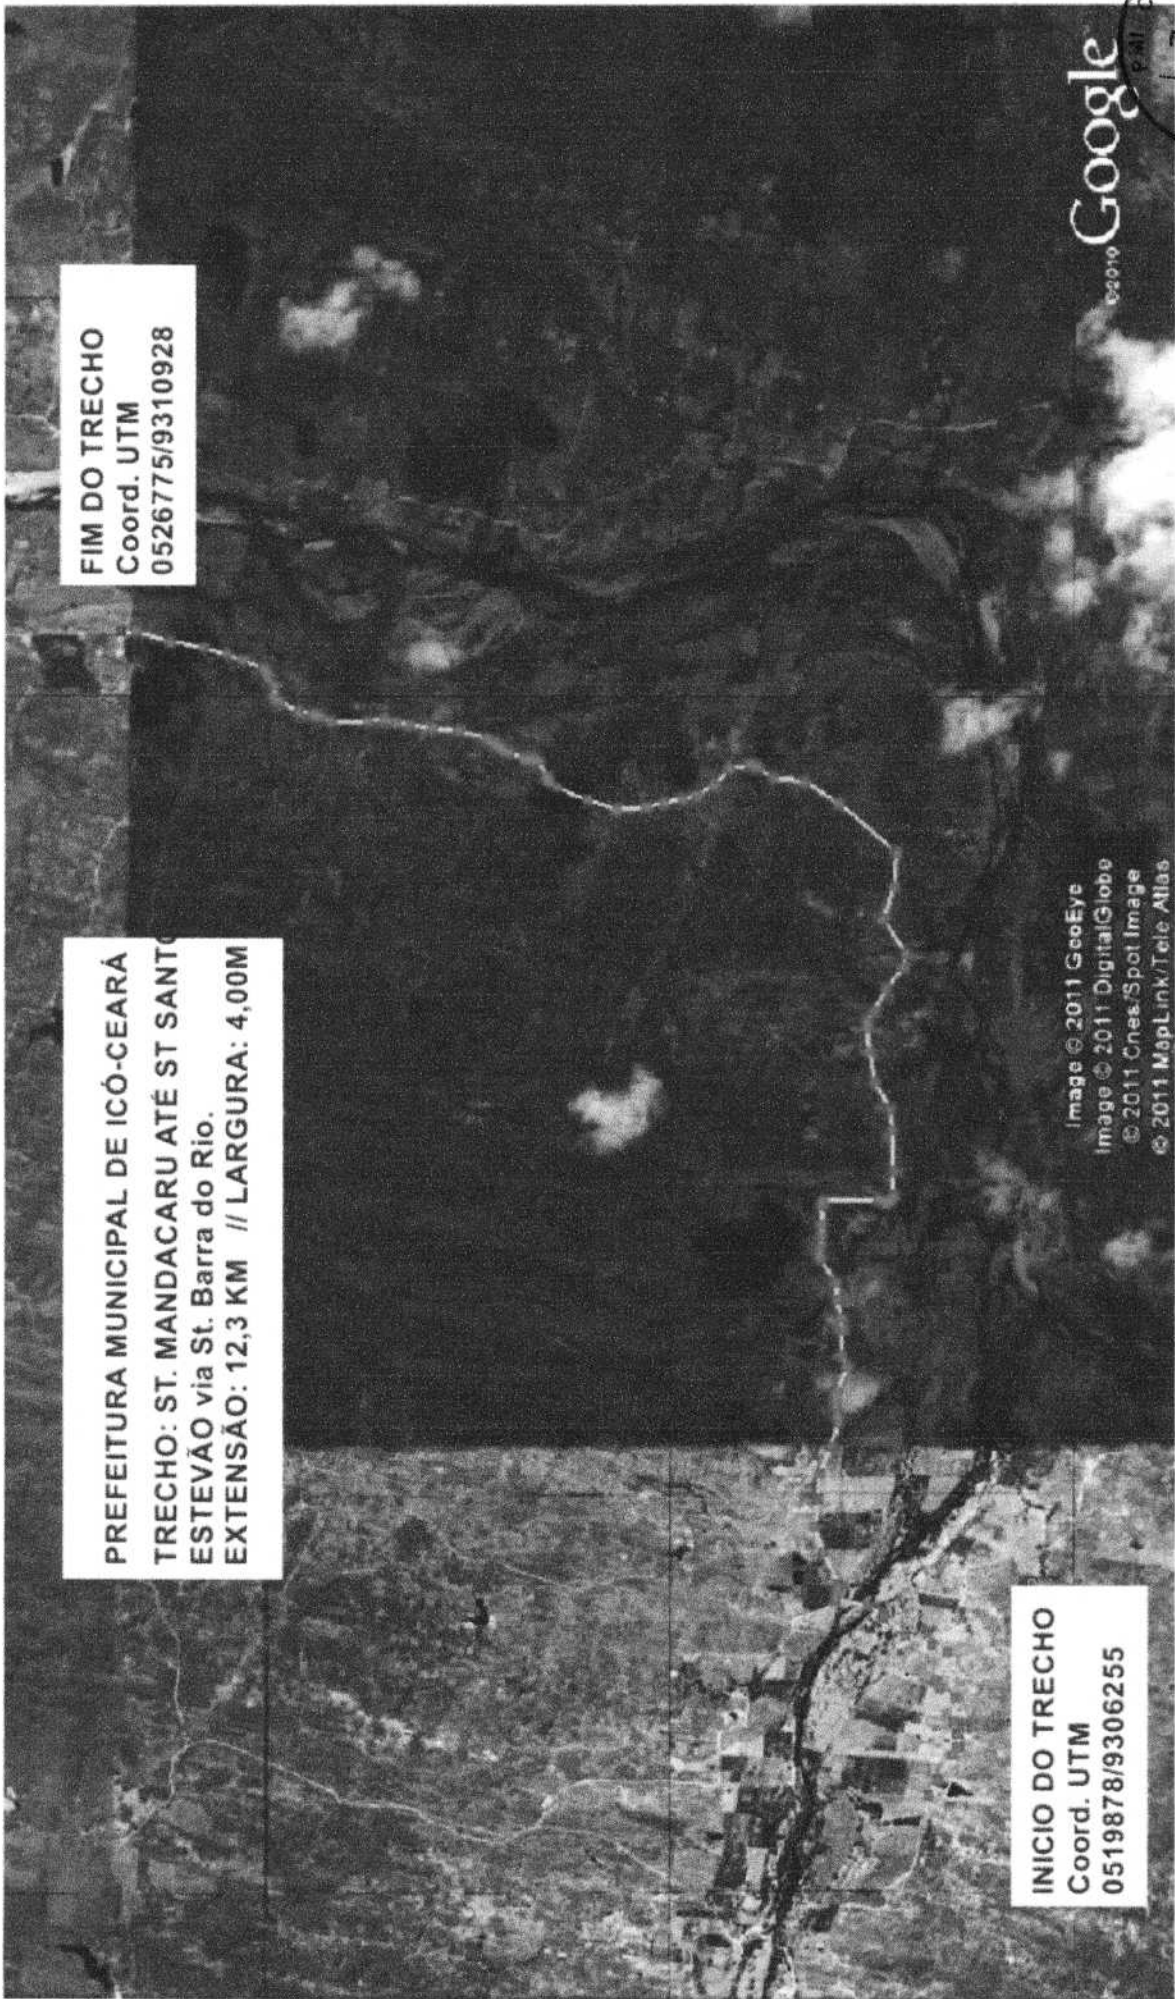 PREFEITURA MUNICIPAL DE ICÓ-CEARÁ
TRECHO: ST. MANDACARU ATÉ ST SANTO
ESTEVÃO via St. Barra do Rio.
EXTENSÃO: 12,3 KM // LARGURA: 4,00M
FIM DO TRECHO
Coord. UTM
0526775/9310928
INICIO DO TRECHO
Coord. UTM
0519878/9306255
Image © 2011 GeoEye
Image © 2011 DigitalGlobe
© 2011 Cnes/Spot Image
© 2011 MapLink/Tele Atlas
©2010 Google